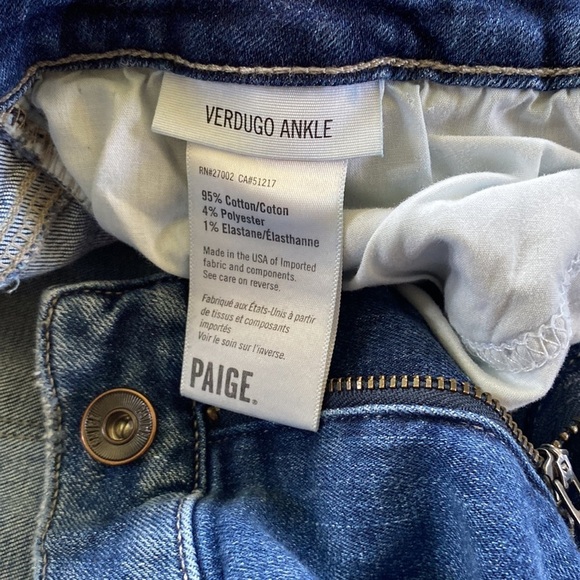 VERDUGO ANKLE
RN#27002 CA#51217
95% Cotton/Coton
4% Polyester
1% Elastane/Élasthanne
Made in the USA of Imported
fabric and components.
See care on reverse.
Fabriqué aux États-Unis à partir
de tissus et composants
importés
Voir le soin sur l'inverse.
PAIGE.